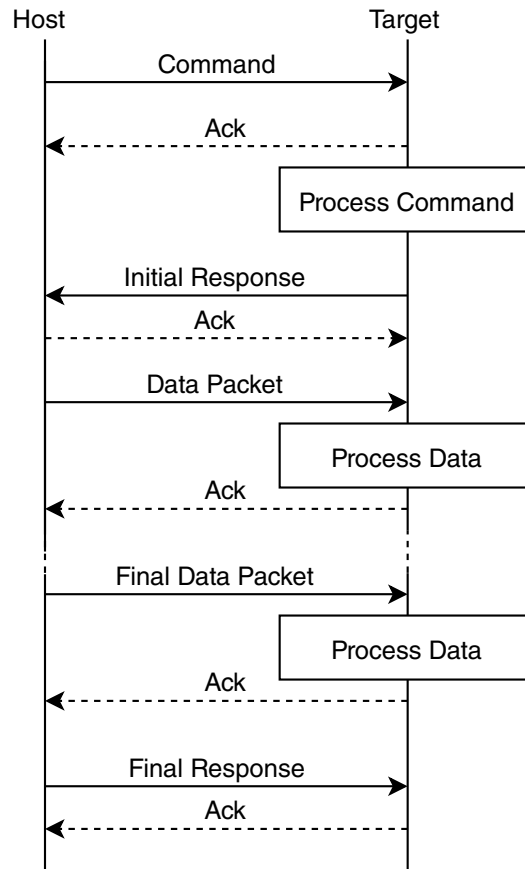 Host
Target
Command
Ack
Process Command
Initial Response
Ack
Data Packet
Process Data
Ack
Final Data Packet
Process Data
Ack
Final Response
Ack